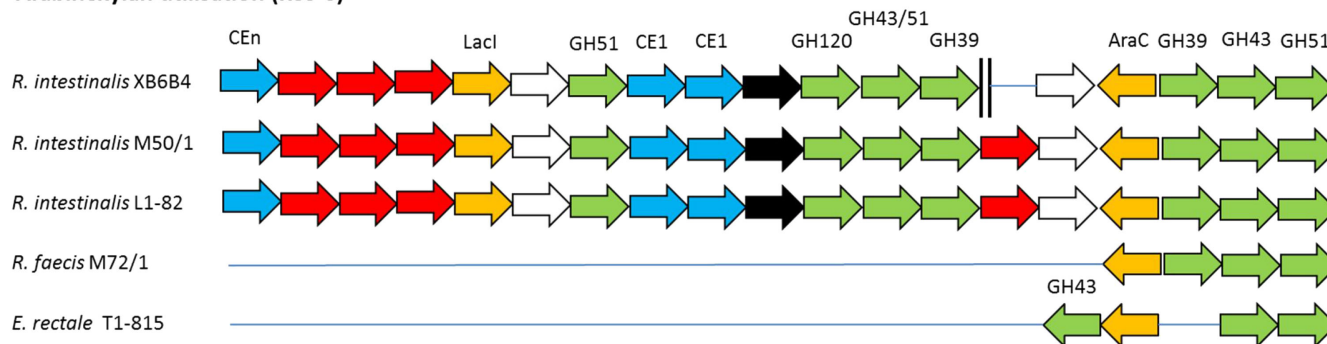 GH43/51
CEn LacI GH51 CE1 CE1 GH120 GH39 AraC GH39 GH43 GH51
R. intestinalis XB6B4
R. intestinalis M50/1
R. intestinalis L1-82
R. faecis M72/1
GH43
E. rectale T1-815